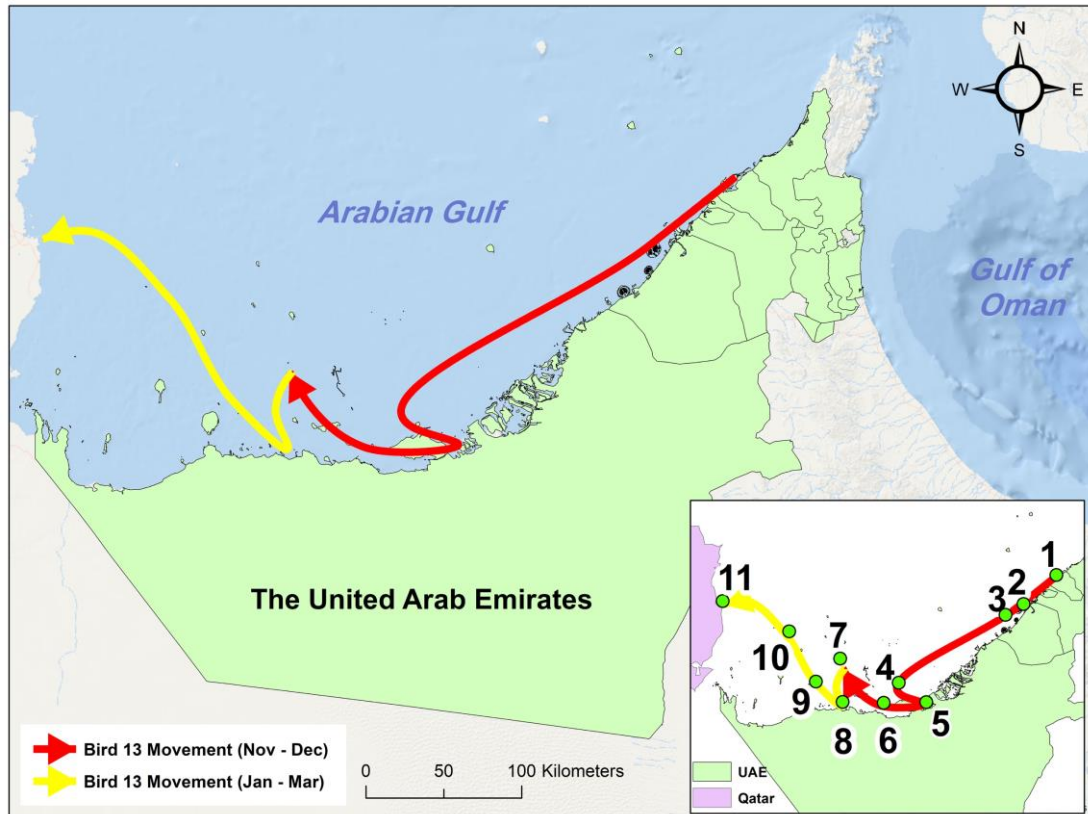 N
W
E
S
Arabian Gulf
Gulf of
Oman
The United Arab Emirates
Bird 13 Movement (Nov - Dec)
Bird 13 Movement (Jan - Mar)
0 50 100 Kilometers
1
2
3
4
5
6
7
8
9
10
11
UAE
Qatar